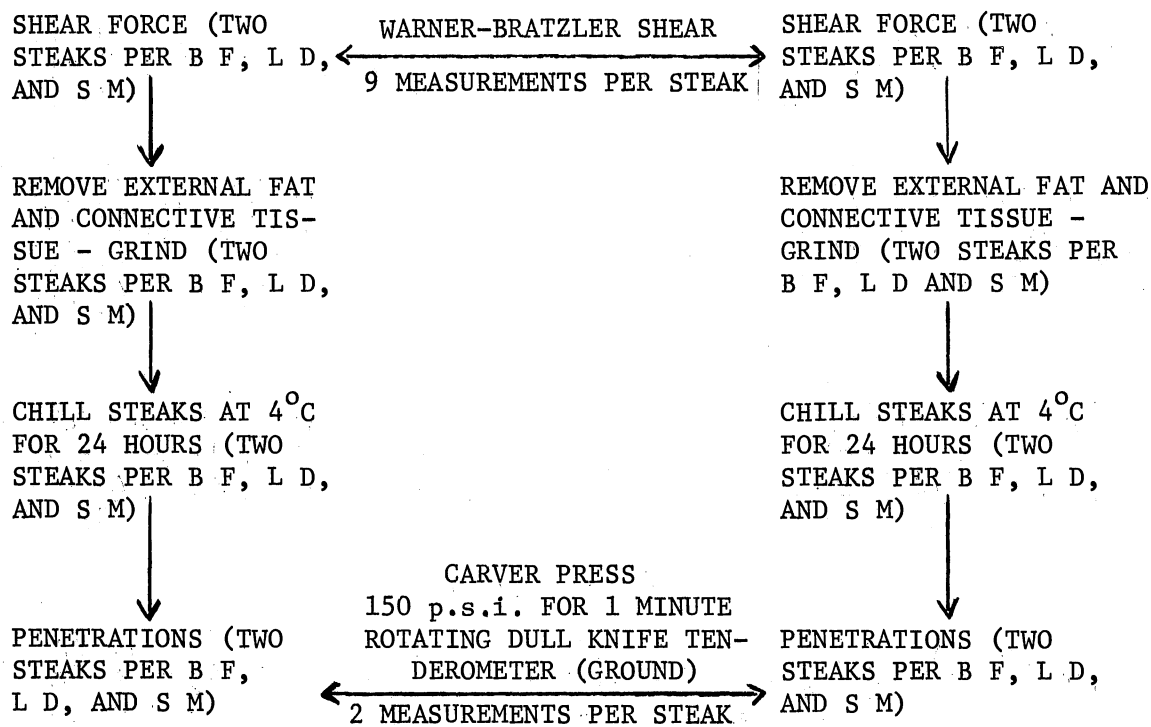 SHEAR FORCE (TWO
STEAKS PER B F, L D,
AND S M)
WARNER-BRATZLER SHEAR
9 MEASUREMENTS PER STEAK
SHEAR FORCE (TWO
STEAKS PER B F, L D,
AND S M)
REMOVE EXTERNAL FAT
AND CONNECTIVE TIS-
SUE - GRIND (TWO
STEAKS PER B F, L D,
AND S M)
REMOVE EXTERNAL FAT AND
CONNECTIVE TISSUE -
GRIND (TWO STEAKS PER
B F, L D AND S M)
CHILL STEAKS AT 4°C
FOR 24 HOURS (TWO
STEAKS PER B F, L D,
AND S M)
CHILL STEAKS AT 4°C
FOR 24 HOURS (TWO
STEAKS PER B F, L D,
AND S M)
PENETRATIONS (TWO
STEAKS PER B F,
L D, AND S M)
CARVER PRESS
150 p.s.i. FOR 1 MINUTE
ROTATING DULL KNIFE TEN-
DEROMETER (GROUND)
2 MEASUREMENTS PER STEAK
PENETRATIONS (TWO
STEAKS PER B F, L D,
AND S M)